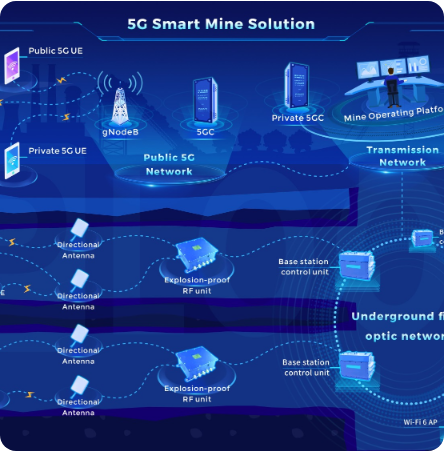 5G Smart Mine Solution
Public 5G UE
gNodeB
5GC
Private 5GC
Mine Operating Platfo
Private 5G UE
Public 5G
Network
Transmission
Network
Directional
Antenna
Explosion-proof
RF unit
Base station
control unit
Directional
Antenna
Underground fi
optic networ
Directional
Antenna
Explosion-proof
RF unit
Base station
control unit
Directional
Antenna
Wi-Fi 6 AP